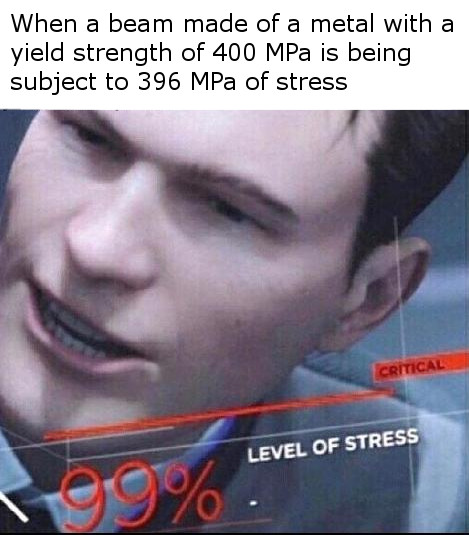 When a beam made of a metal with a
yield strength of 400 MPa is being
subject to 396 MPa of stress
CRITICAL
LEVEL OF STRESS
99%